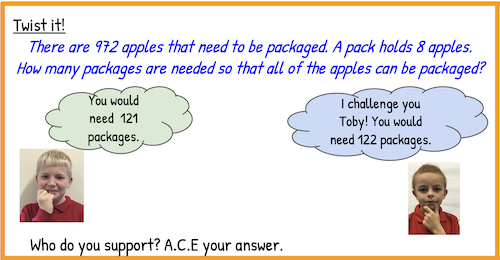 Twist it!
There are 972 apples that need to be packaged. A pack holds 8 apples.
How many packages are needed so that all of the apples can be packaged?
You would
need 121
packages.
I challenge you
Toby! You would
need 122 packages.
Who do you support? A.C.E your answer.